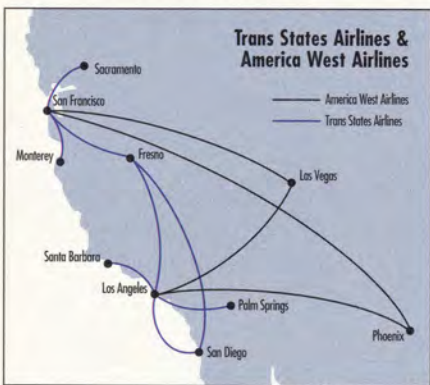 Trans States Airlines &
America West Airlines
America West Airlines
Trans States Airlines
Sacramento
San Francisco
Monterey
Fresno
Las Vegas
Santa Barbara
Los Angeles
Palm Springs
Phoenix
San Diego